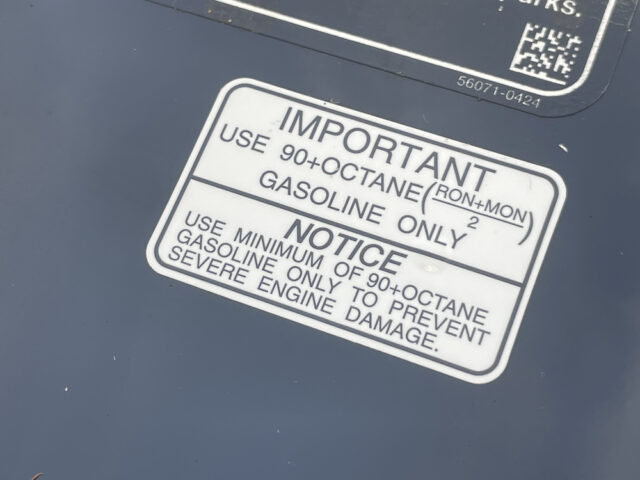 arks.
56071-0424
IMPORTANT
USE 90+OCTANE(RON+MON/2)
GASOLINE ONLY
NOTICE
USE MINIMUM OF 90+OCTANE
GASOLINE ONLY TO PREVENT
SEVERE ENGINE DAMAGE.